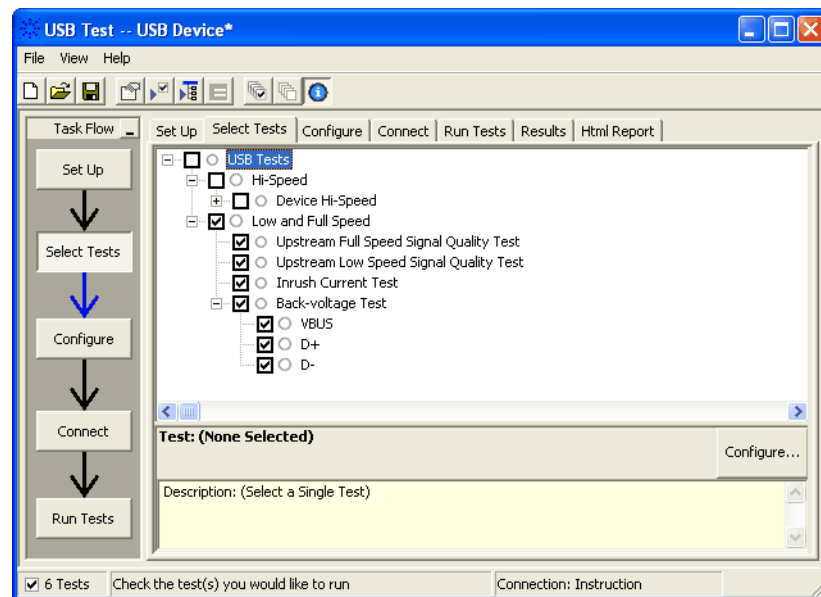 USB Test -- USB Device*
File View Help
Task Flow
Set Up
Select Tests
Configure
Connect
Run Tests
Set Up Select Tests Configure Connect Run Tests Results Html Report
USB Tests
Hi-Speed
Device Hi-Speed
Low and Full Speed
Upstream Full Speed Signal Quality Test
Upstream Low Speed Signal Quality Test
Inrush Current Test
Back-voltage Test
VBUS
D+
D-
Test: (None Selected)
Configure...
Description: (Select a Single Test)
6 Tests Check the test(s) you would like to run Connection: Instruction